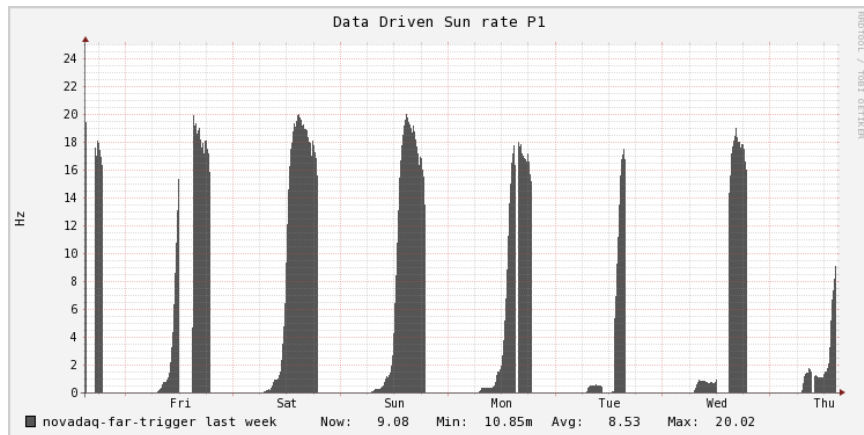 Data Driven Sun rate P1
RRDTOOL / TOBI OETIKER
24
22
20
18
16
14
12
10
8
6
4
2
0
Hz
Fri Sat Sun Mon Tue Wed Thu
novadaq-far-trigger last week Now: 9.08 Min: 10.85m Avg: 8.53 Max: 20.02